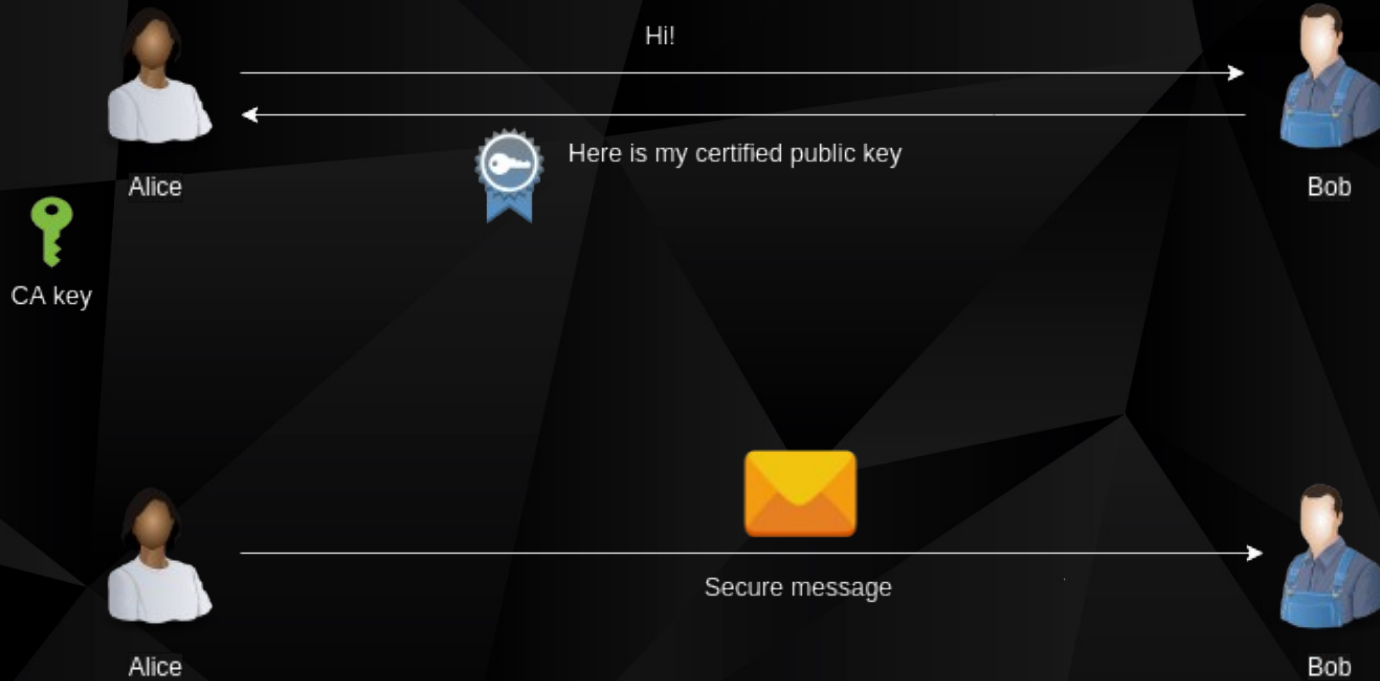 Hi!
Here is my certified public key
Alice
Bob
CA key
Secure message
Alice
Bob